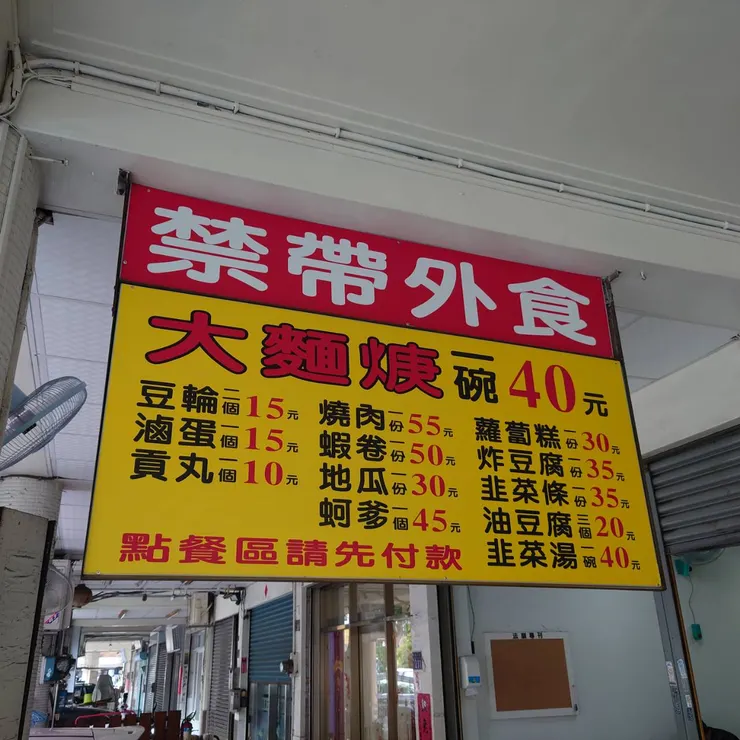 禁帶外食
大麵焿一碗40元
豆輪二個15元
滷蛋一個15元
貢丸一個10元
燒肉一份55元
蝦卷一份50元
地瓜一份30元
蚵爹一個45元
蘿蔔糕一份30元
炸豆腐一份35元
韭菜條一份35元
油豆腐三個20元
韭菜湯一碗40元
點餐區請先付款